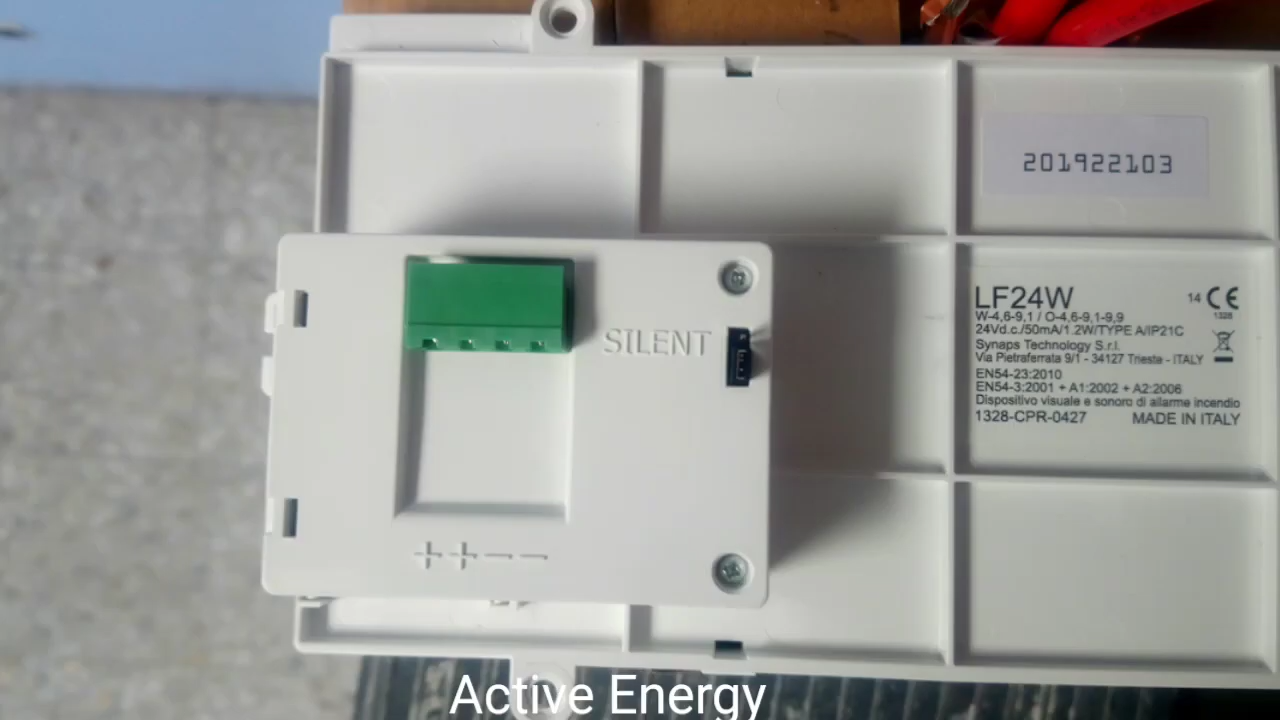 201922103
SILENT
++--
LF24W
14 CE
1328
W-4,6-9,1 / O-4,6-9,1-9,9
24Vd.c./50mA/1.2W/TYPE A/IP21C
Synaps Technology S.r.l.
Via Pietraferrata 9/1 - 34127 Trieste - ITALY
EN54-23:2010
EN54-3:2001 + A1:2002 + A2:2006
Dispositivo visuale e sonoro di allarme incendio
1328-CPR-0427 MADE IN ITALY
Active Energy